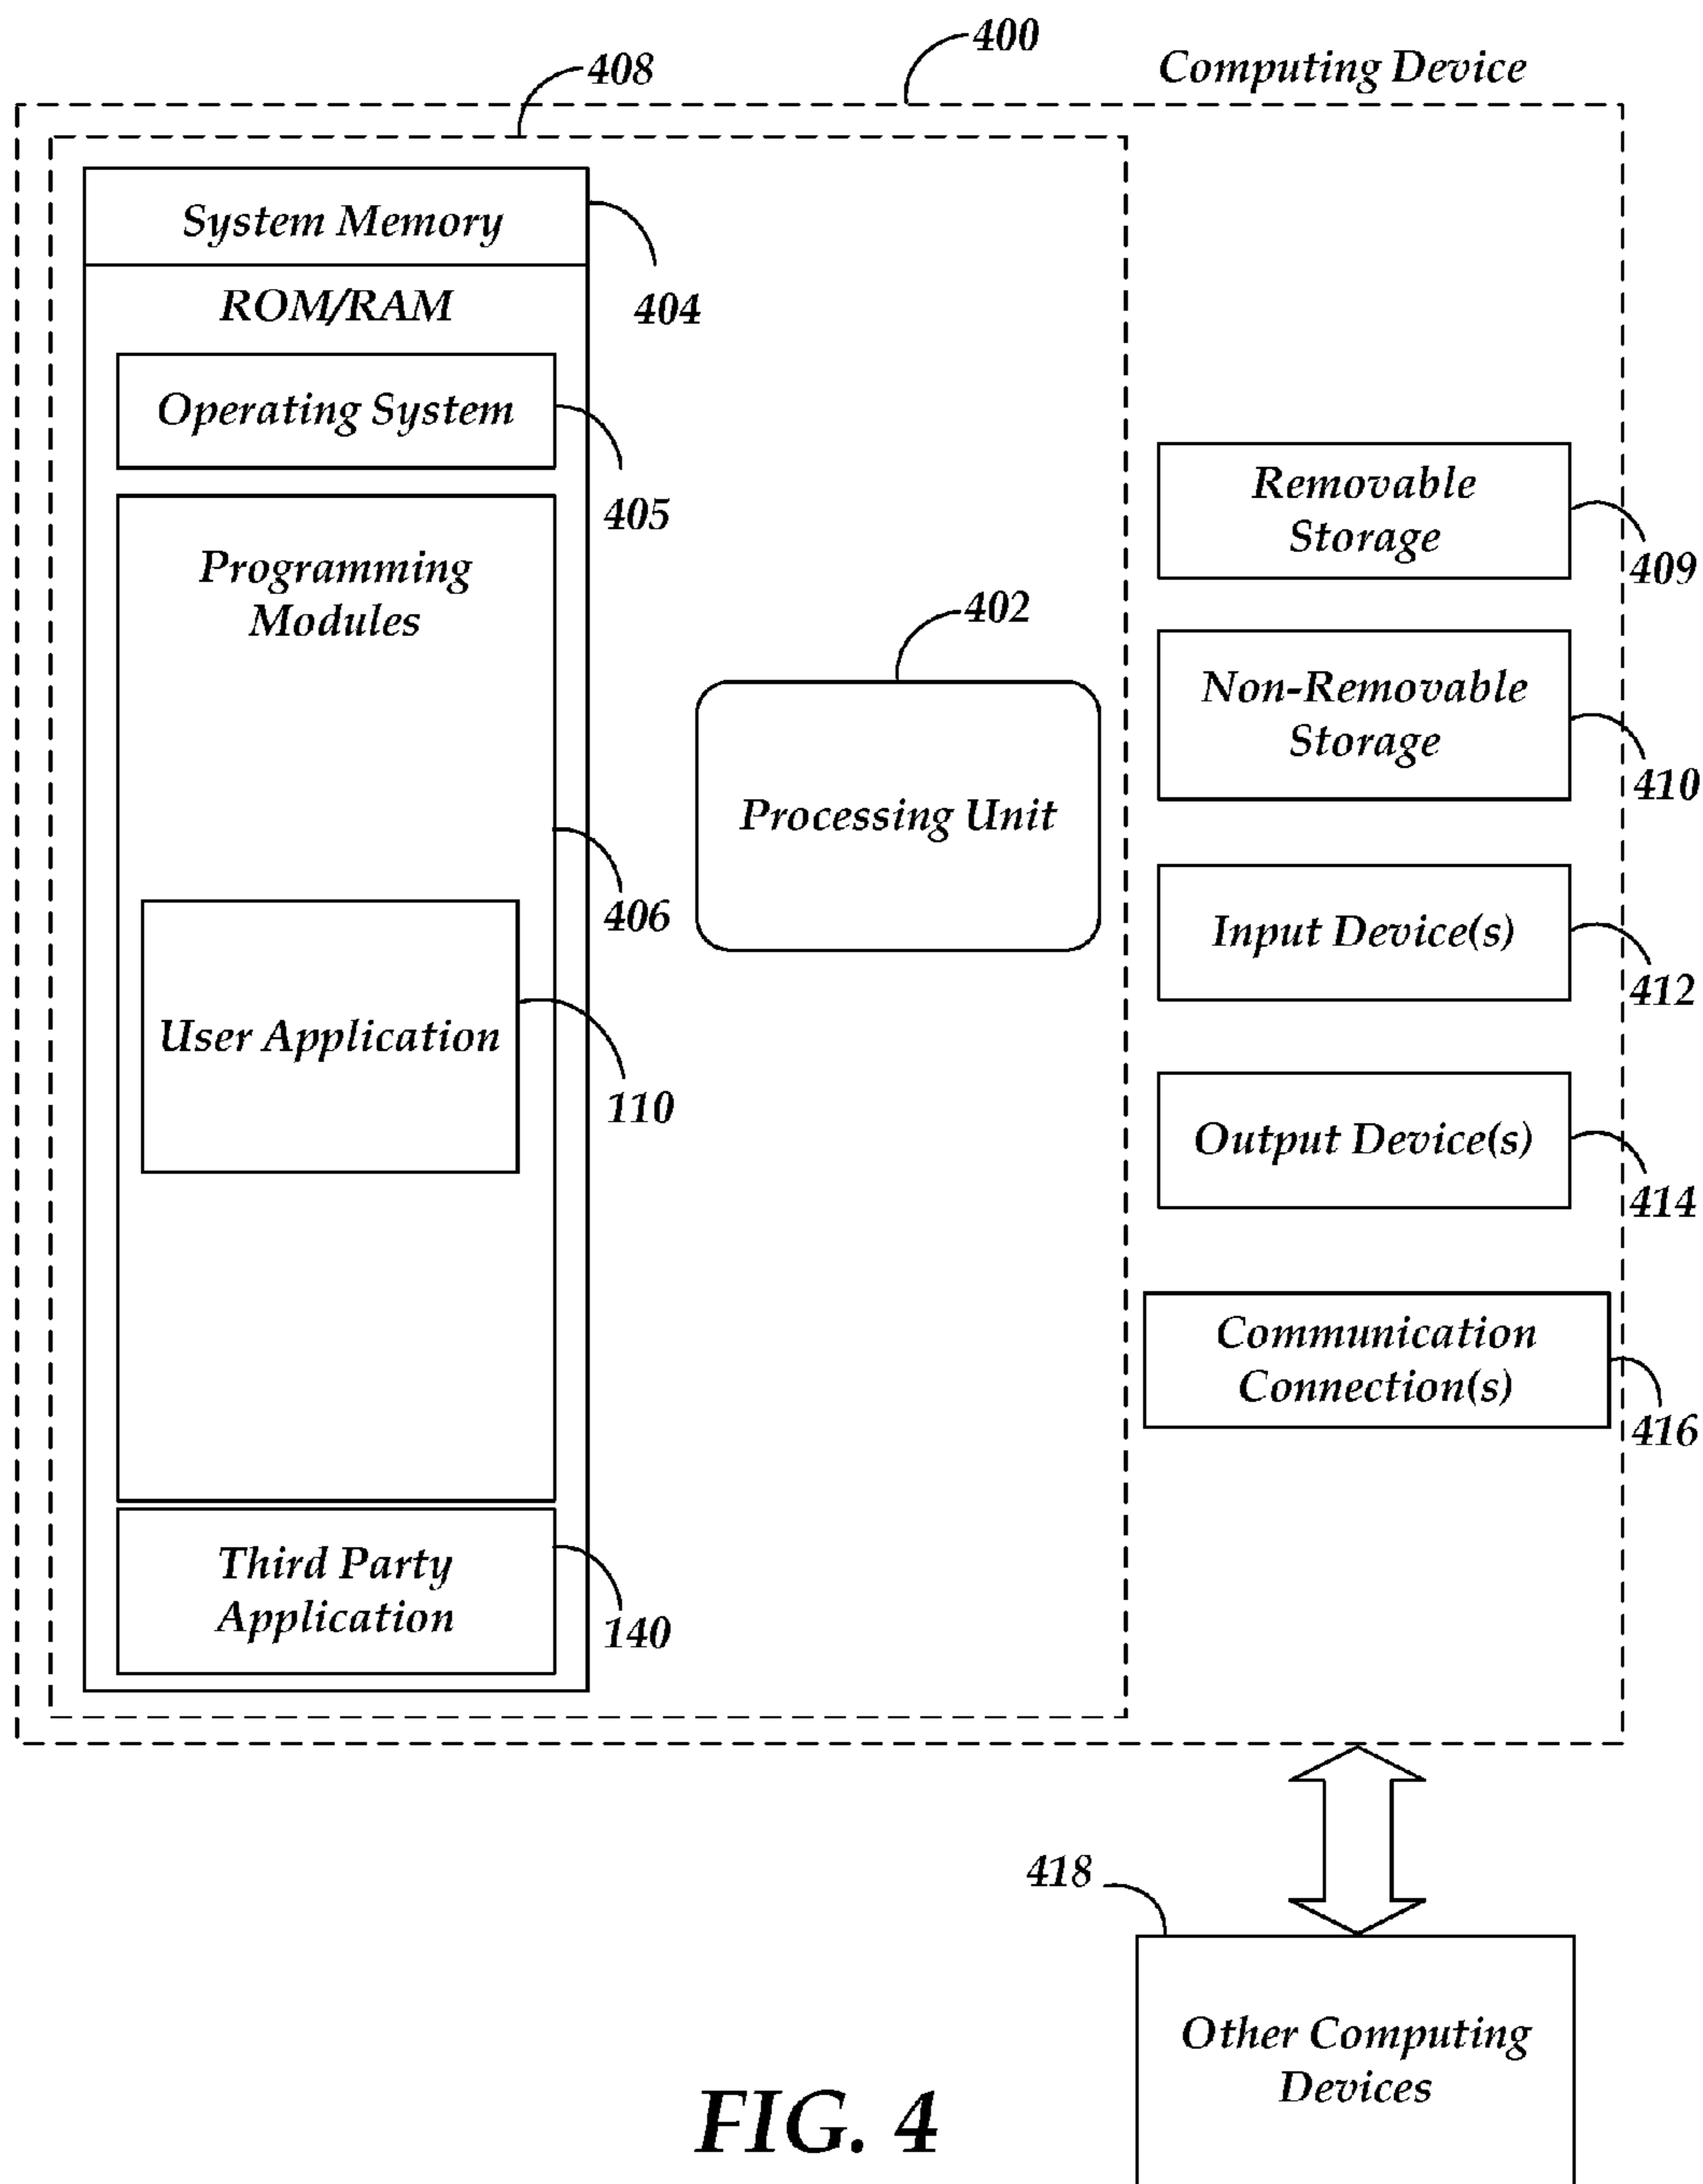 400
Computing Device
408
System Memory
404
ROM/RAM
Operating System
405
Programming
Modules
406
User Application
110
Third Party
Application
140
402
Processing Unit
Removable
Storage
409
Non-Removable
Storage
410
Input Device(s)
412
Output Device(s)
414
Communication
Connection(s)
416
418
Other Computing
Devices
FIG. 4